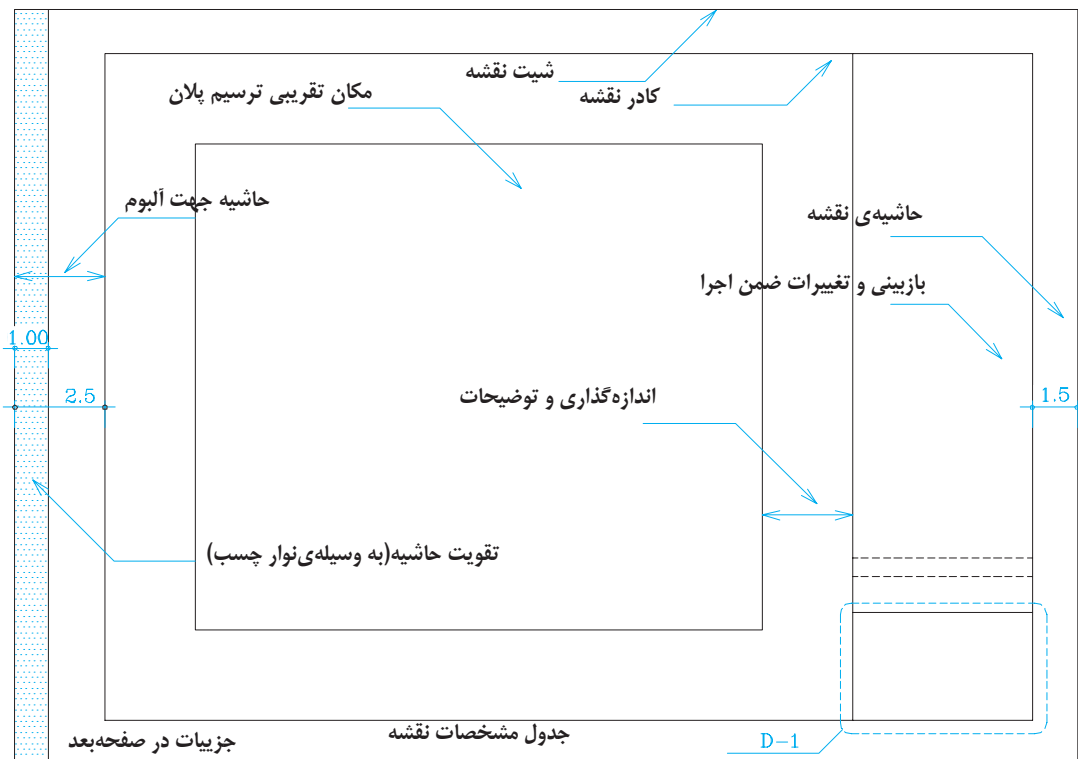 شیت نقشه
کادر نقشه
مکان تقریبی ترسیم پلان
حاشیه جهت آلبوم
حاشیه‌ی نقشه
بازبینی و تغییرات ضمن اجرا
1.00
2.5
1.5
اندازه‌گذاری و توضیحات
تقویت حاشیه(به وسیله‌ی‌نوار چسب)
جدول مشخصات نقشه
جزییات در صفحه‌بعد
D-1